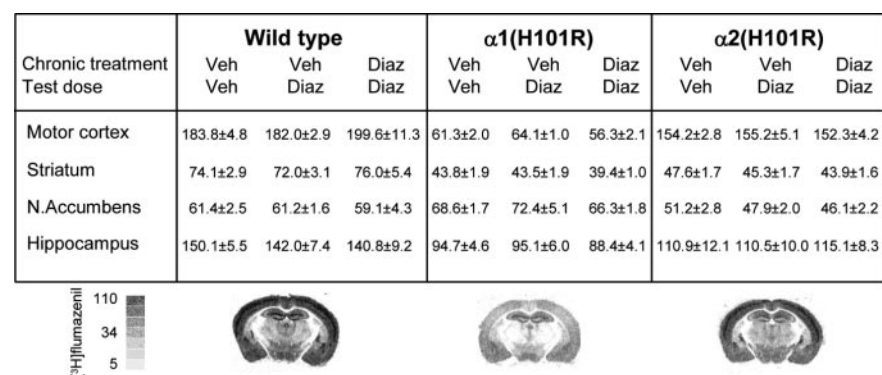 Wild type α1(H101R) α2(H101R)
Chronic treatment Veh Veh Diaz Veh Veh Diaz Veh Veh Diaz
Test dose Veh Diaz Diaz Veh Diaz Diaz Veh Diaz Diaz
Motor cortex 183.8±4.8 182.0±2.9 199.6±11.3 61.3±2.0 64.1±1.0 56.3±2.1 154.2±2.8 155.2±5.1 152.3±4.2
Striatum 74.1±2.9 72.0±3.1 76.0±5.4 43.8±1.9 43.5±1.9 39.4±1.0 47.6±1.7 45.3±1.7 43.9±1.6
N.Accumbens 61.4±2.5 61.2±1.6 59.1±4.3 68.6±1.7 72.4±5.1 66.3±1.8 51.2±2.8 47.9±2.0 46.1±2.2
Hippocampus 150.1±5.5 142.0±7.4 140.8±9.2 94.7±4.6 95.1±6.0 88.4±4.1 110.9±12.1 110.5±10.0 115.1±8.3
[³H]flumazenil
110
34
5